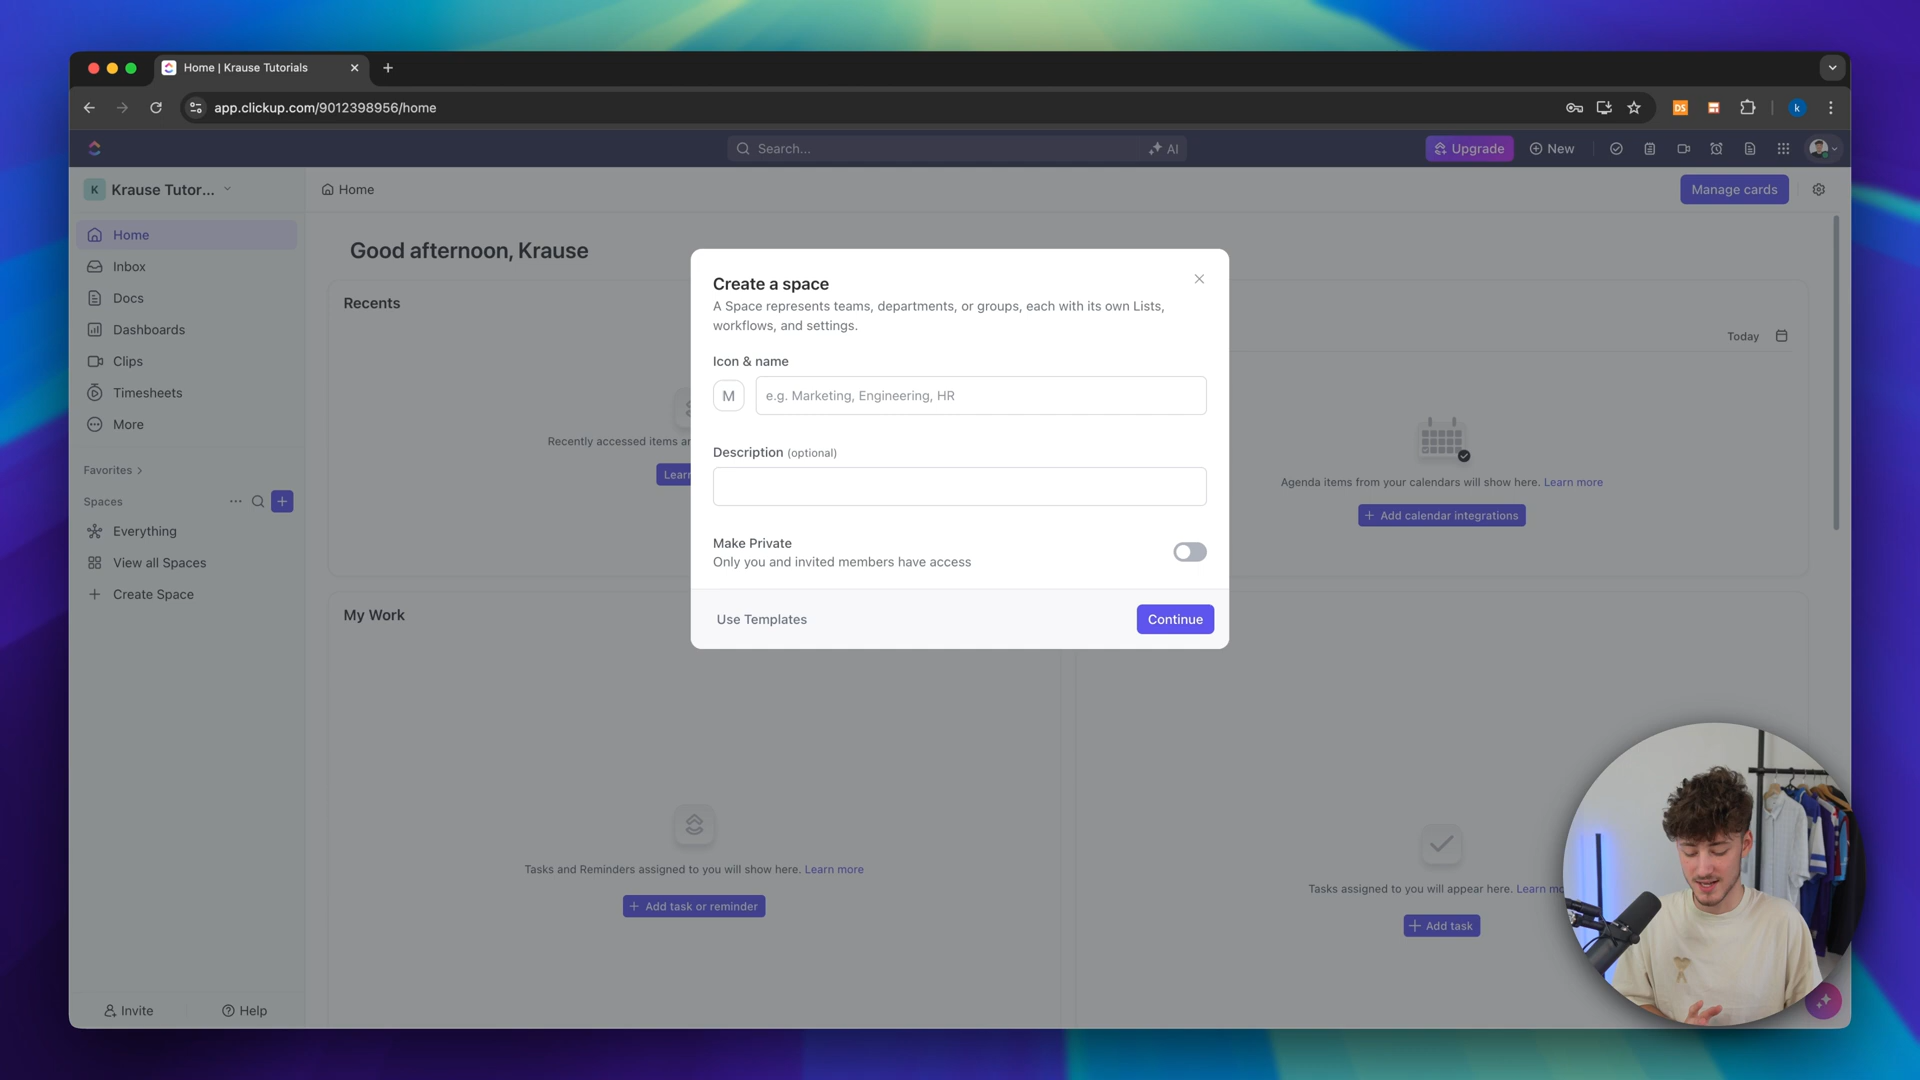 Home | Krause Tutorials
app.clickup.com/9012398956/home
DS
k
Search...
AI
Upgrade
New
K
Krause Tutor...
Home
Manage cards
Home
Inbox
Docs
Dashboards
Clips
Timesheets
More
Favorites
Spaces
Everything
View all Spaces
Create Space
Invite
Help
Good afternoon, Krause
Recents
Recently accessed items
Lear
Today
Agenda items from your calendars will show here. Learn more
+ Add calendar integrations
Create a space
A Space represents teams, departments, or groups, each with its own Lists,
workflows, and settings.
Icon & name
M
e.g. Marketing, Engineering, HR
Description (optional)
Make Private
Only you and invited members have access
Use Templates
Continue
My Work
Tasks and Reminders assigned to you will show here. Learn more
+ Add task or reminder
Tasks assigned to you will appear here. Learn mo
+ Add task